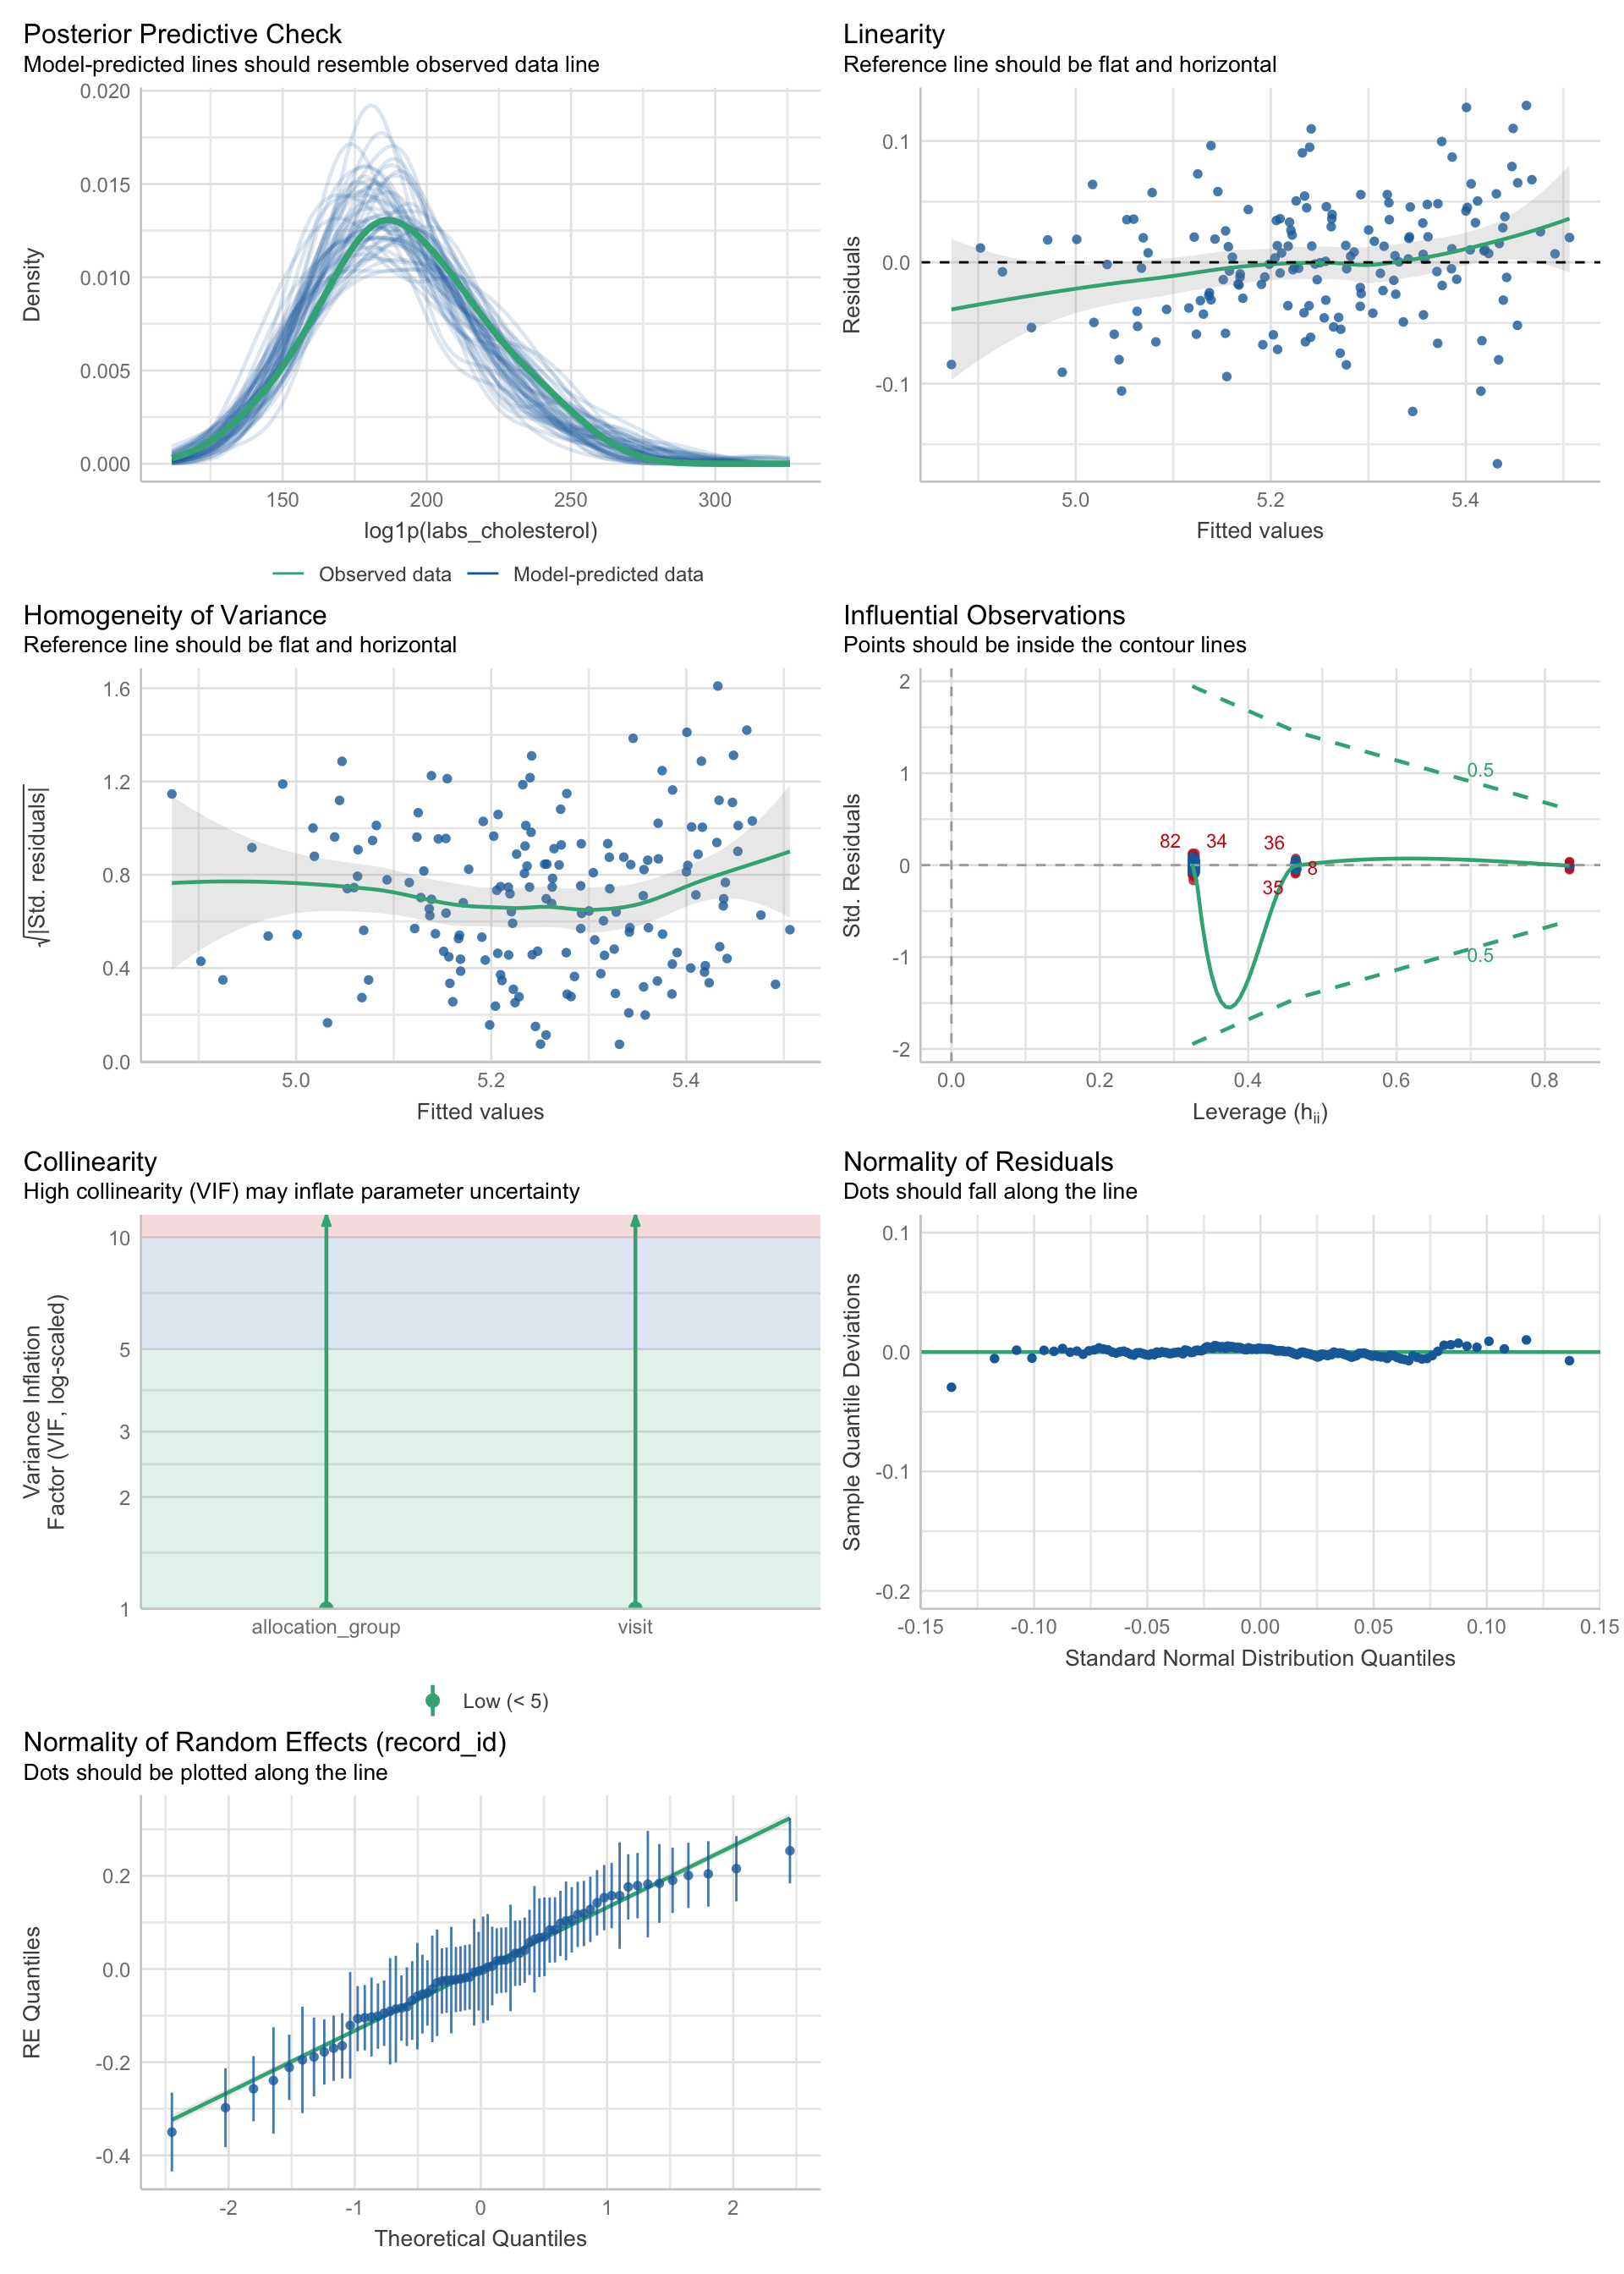 Posterior Predictive Check
Model-predicted lines should resemble observed data line
0.020
0.015
0.010
0.005
0.000
Density
150
200
250
300
log1p(labs_cholesterol)
Observed data
Model-predicted data
Linearity
Reference line should be flat and horizontal
0.1
0.0
-0.1
Residuals
5.0
5.2
5.4
Fitted values
Homogeneity of Variance
Reference line should be flat and horizontal
1.6
1.2
0.8
0.4
0.0
√|Std. residuals|
5.0
5.2
5.4
Fitted values
Influential Observations
Points should be inside the contour lines
2
1
0
-1
-2
Std. Residuals
0.5
82
34
36
8
35
0.5
0.0
0.2
0.4
0.6
0.8
Leverage (hii)
Collinearity
High collinearity (VIF) may inflate parameter uncertainty
10
5
3
2
1
Variance Inflation
Factor (VIF, log-scaled)
allocation_group
visit
Low (< 5)
Normality of Residuals
Dots should fall along the line
0.1
0.0
-0.1
-0.2
Sample Quantile Deviations
-0.15
-0.10
-0.05
0.00
0.05
0.10
0.15
Standard Normal Distribution Quantiles
Normality of Random Effects (record_id)
Dots should be plotted along the line
0.2
0.0
-0.2
-0.4
RE Quantiles
-2
-1
0
1
2
Theoretical Quantiles